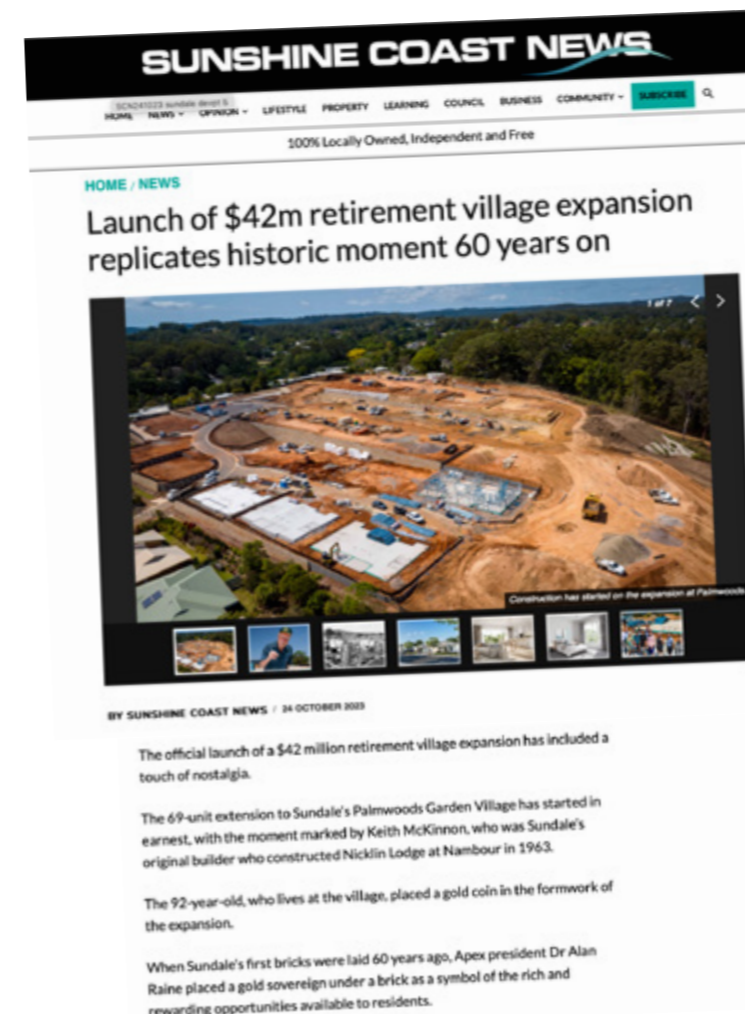 SUNSHINE COAST NEWS
SCN241023 sundale devpt 5
HOME NEWS OPINION LIFESTYLE PROPERTY LEARNING COUNCIL BUSINESS COMMUNITY SUBSCRIBE
100% Locally Owned, Independent and Free
HOME / NEWS
Launch of $42m retirement village expansion
replicates historic moment 60 years on
1 of 7
Construction has started on the expansion at Palmwoods
BY SUNSHINE COAST NEWS / 24 OCTOBER 2023
The official launch of a $42 million retirement village expansion has included a
touch of nostalgia.
The 69-unit extension to Sundale's Palmwoods Garden Village has started in
earnest, with the moment marked by Keith McKinnon, who was Sundale's
original builder who constructed Nicklin Lodge at Nambour in 1963.
The 92-year-old, who lives at the village, placed a gold coin in the formwork of
the expansion.
When Sundale's first bricks were laid 60 years ago, Apex president Dr Alan
Raine placed a gold sovereign under a brick as a symbol of the rich and
rewarding opportunities available to residents.